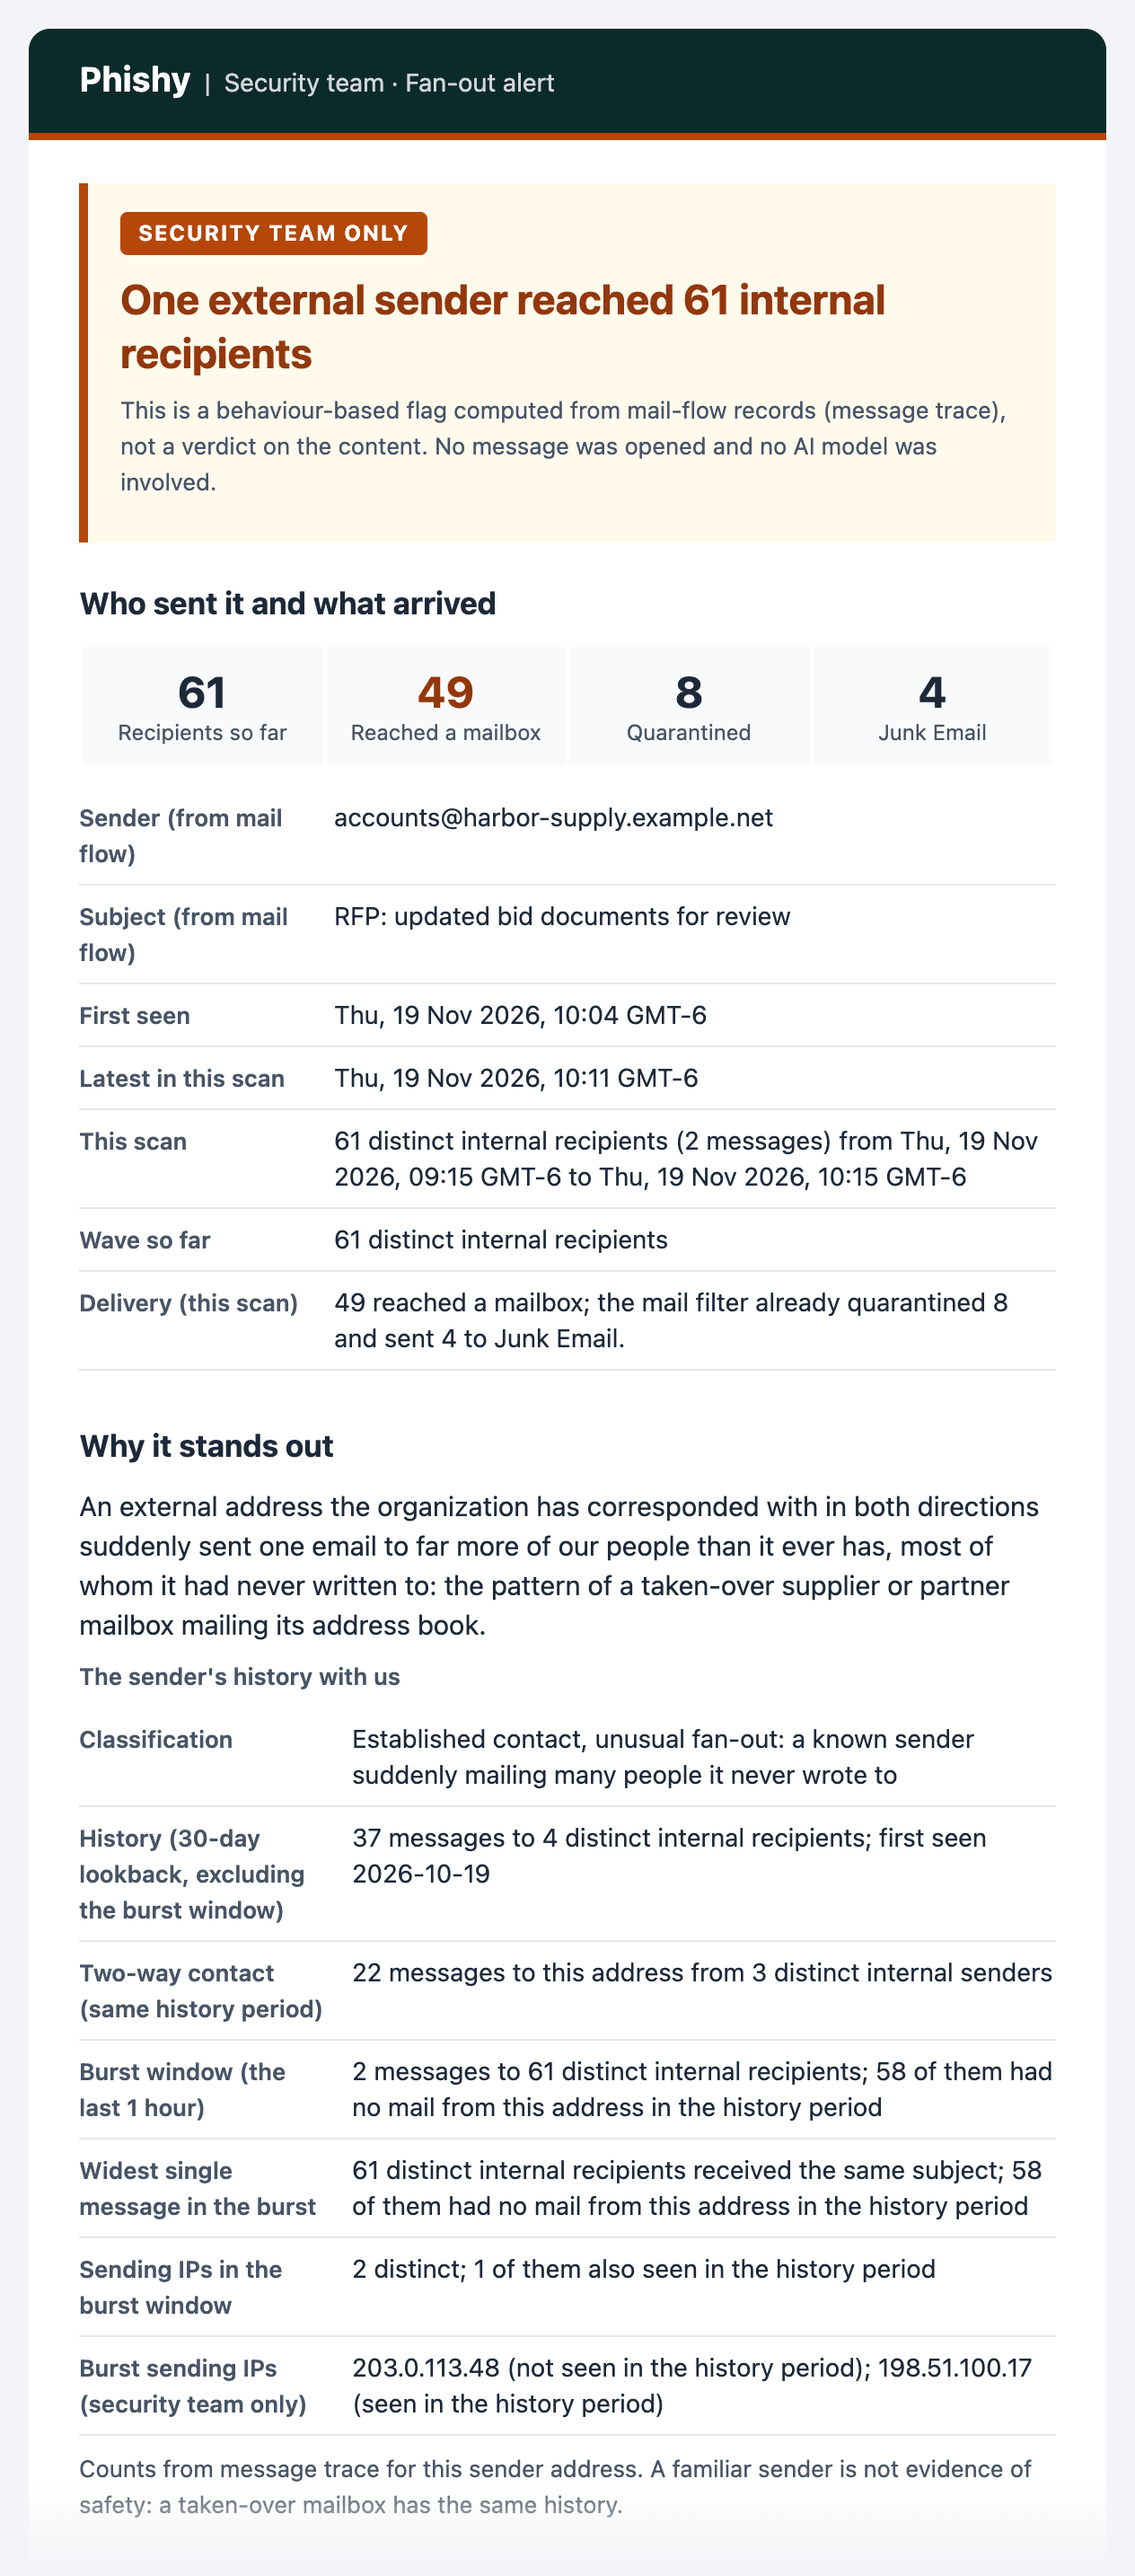 Phishy | Security team · Fan-out alert
SECURITY TEAM ONLY
One external sender reached 61 internal
recipients
This is a behaviour-based flag computed from mail-flow records (message trace),
not a verdict on the content. No message was opened and no AI model was
involved.
Who sent it and what arrived
61
Recipients so far
49
Reached a mailbox
8
Quarantined
4
Junk Email
Sender (from mail
flow)
accounts@harbor-supply.example.net
Subject (from mail
flow)
RFP: updated bid documents for review
First seen
Thu, 19 Nov 2026, 10:04 GMT-6
Latest in this scan
Thu, 19 Nov 2026, 10:11 GMT-6
This scan
61 distinct internal recipients (2 messages) from Thu, 19 Nov
2026, 09:15 GMT-6 to Thu, 19 Nov 2026, 10:15 GMT-6
Wave so far
61 distinct internal recipients
Delivery (this scan)
49 reached a mailbox; the mail filter already quarantined 8
and sent 4 to Junk Email.
Why it stands out
An external address the organization has corresponded with in both directions
suddenly sent one email to far more of our people than it ever has, most of
whom it had never written to: the pattern of a taken-over supplier or partner
mailbox mailing its address book.
The sender's history with us
Classification
Established contact, unusual fan-out: a known sender
suddenly mailing many people it never wrote to
History (30-day
lookback, excluding
the burst window)
37 messages to 4 distinct internal recipients; first seen
2026-10-19
Two-way contact
(same history period)
22 messages to this address from 3 distinct internal senders
Burst window (the
last 1 hour)
2 messages to 61 distinct internal recipients; 58 of them had
no mail from this address in the history period
Widest single
message in the burst
61 distinct internal recipients received the same subject; 58
of them had no mail from this address in the history period
Sending IPs in the
burst window
2 distinct; 1 of them also seen in the history period
Burst sending IPs
(security team only)
203.0.113.48 (not seen in the history period); 198.51.100.17
(seen in the history period)
Counts from message trace for this sender address. A familiar sender is not evidence of
safety: a taken-over mailbox has the same history.